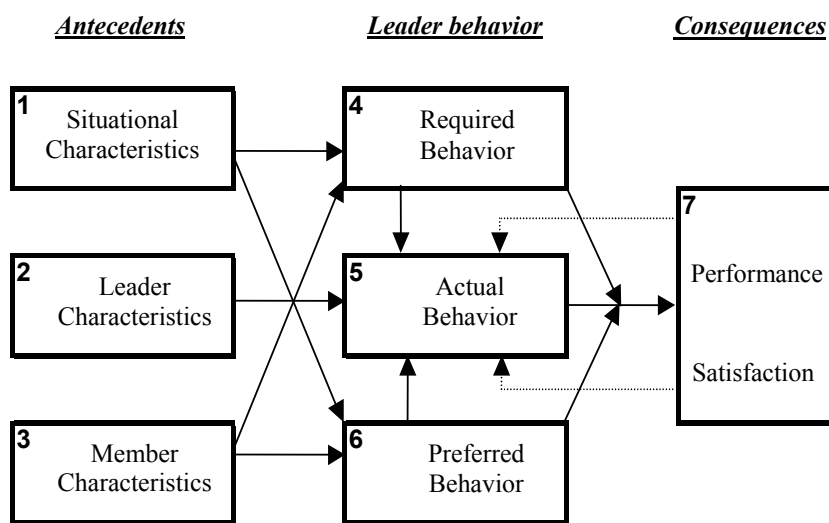 Antecedents
Leader behavior
Consequences
1
Situational
Characteristics
4
Required
Behavior
2
Leader
Characteristics
5
Actual
Behavior
3
Member
Characteristics
6
Preferred
Behavior
7
Performance
Satisfaction